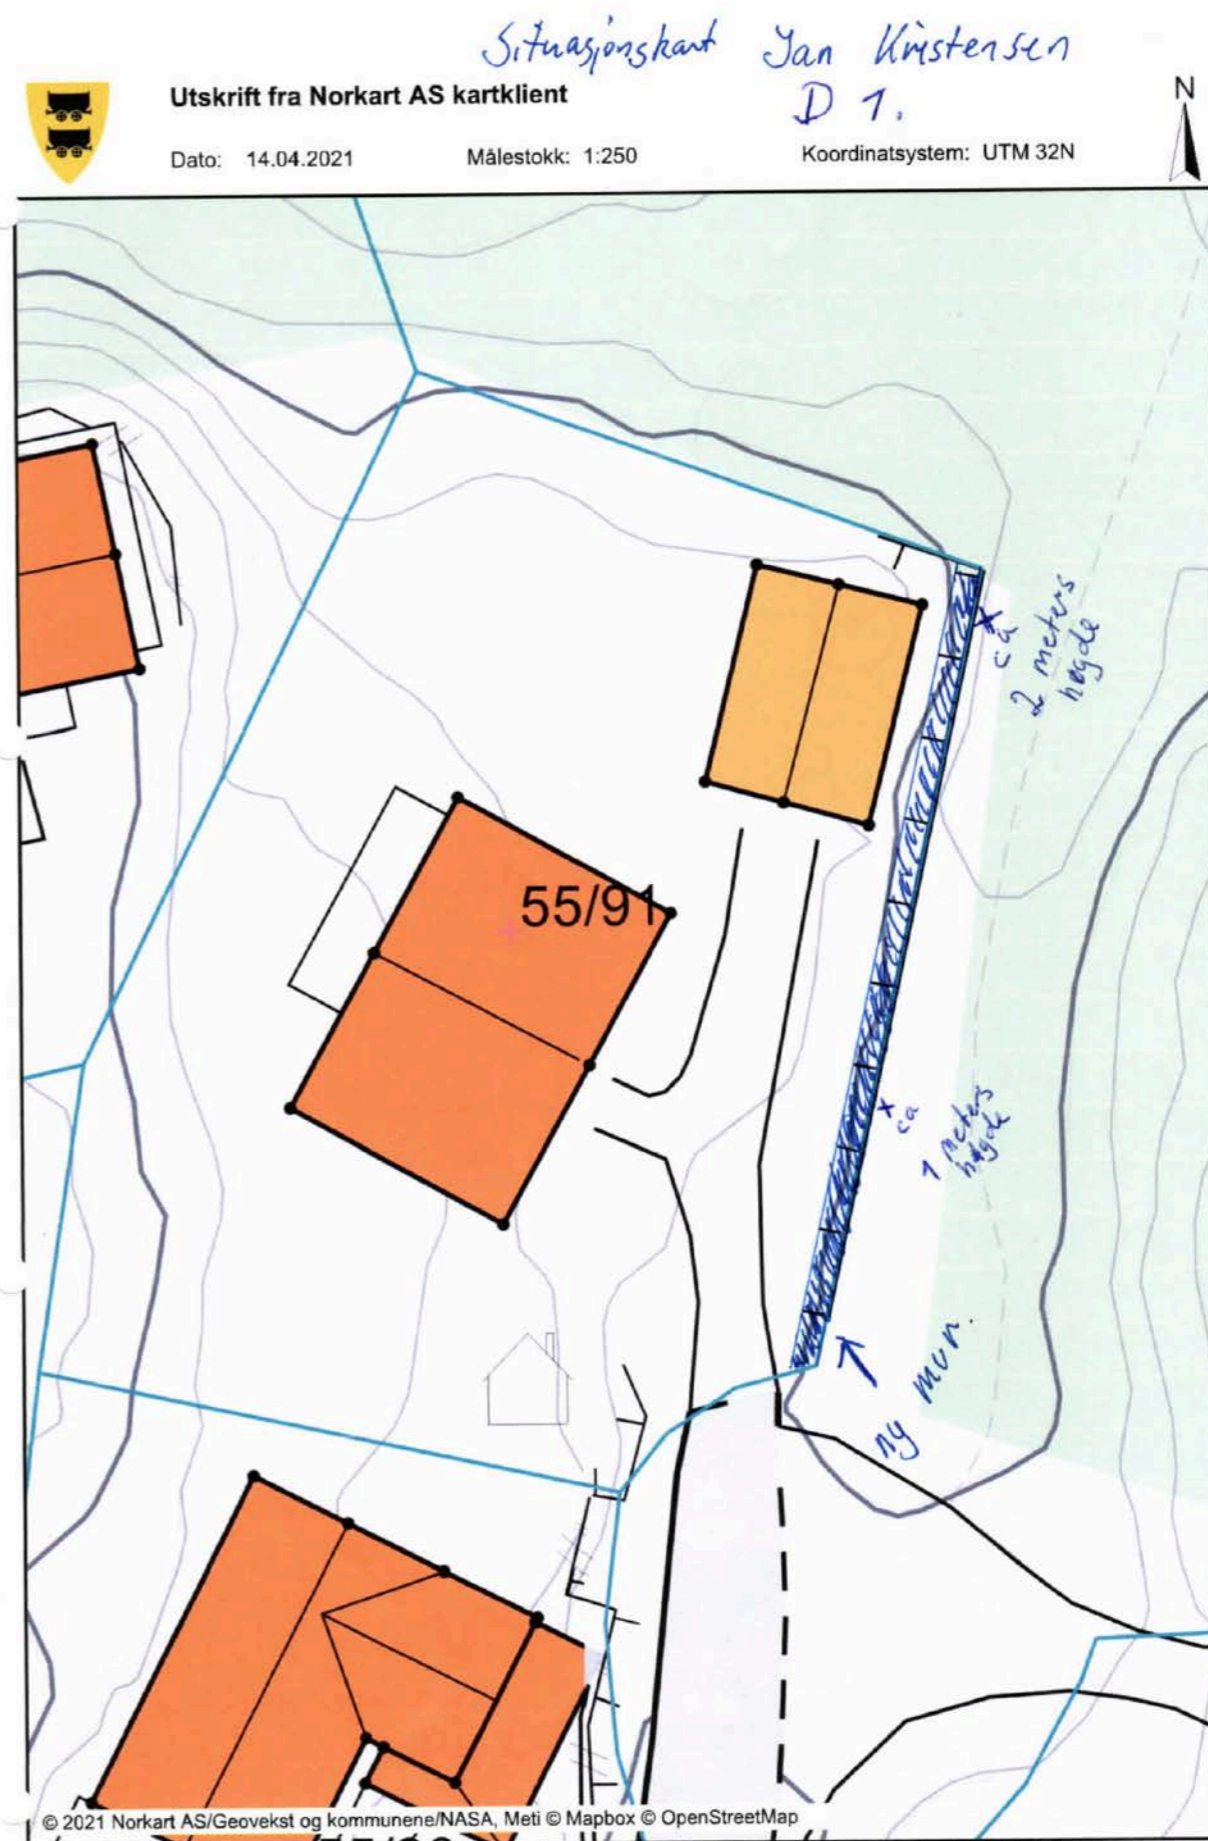 Situasjonskart Jan Kristensen
D 1.
Utskrift fra Norkart AS kartklient
Dato: 14.04.2021 Målestokk: 1:250 Koordinatsystem: UTM 32N
N
x
ca
2 meters
høgde
55/91
x
ca
1 meters
høgde
ny mur.
© 2021 Norkart AS/Geovekst og kommunene/NASA, Meti © Mapbox © OpenStreetMap